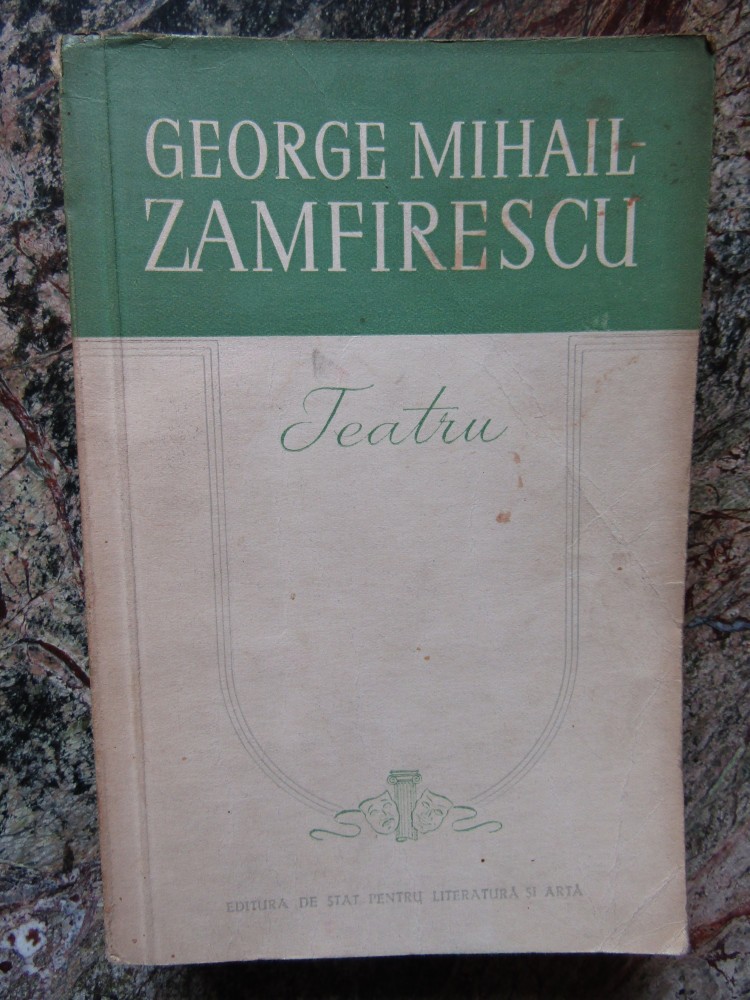 GEORGE MIHAIL-
ZAMFIRESCU
Teatru
EDITURA DE STAT PENTRU LITERATURĂ ȘI ARTĂ